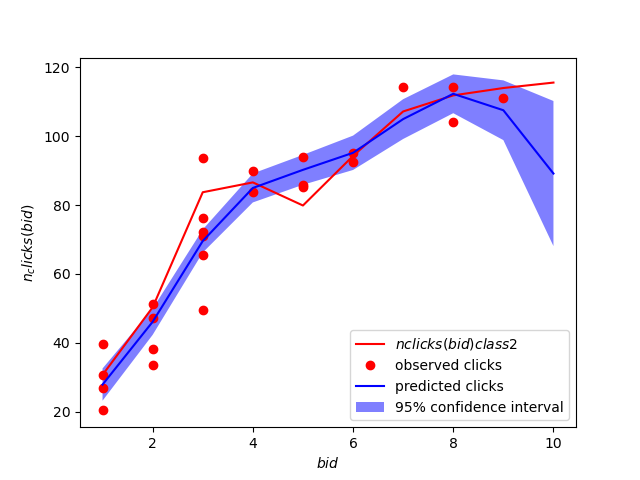 120
100
80
60
40
20
n_clicks(bid)
nclicks(bid)class2
observed clicks
predicted clicks
95% confidence interval
2
4
6
8
10
bid